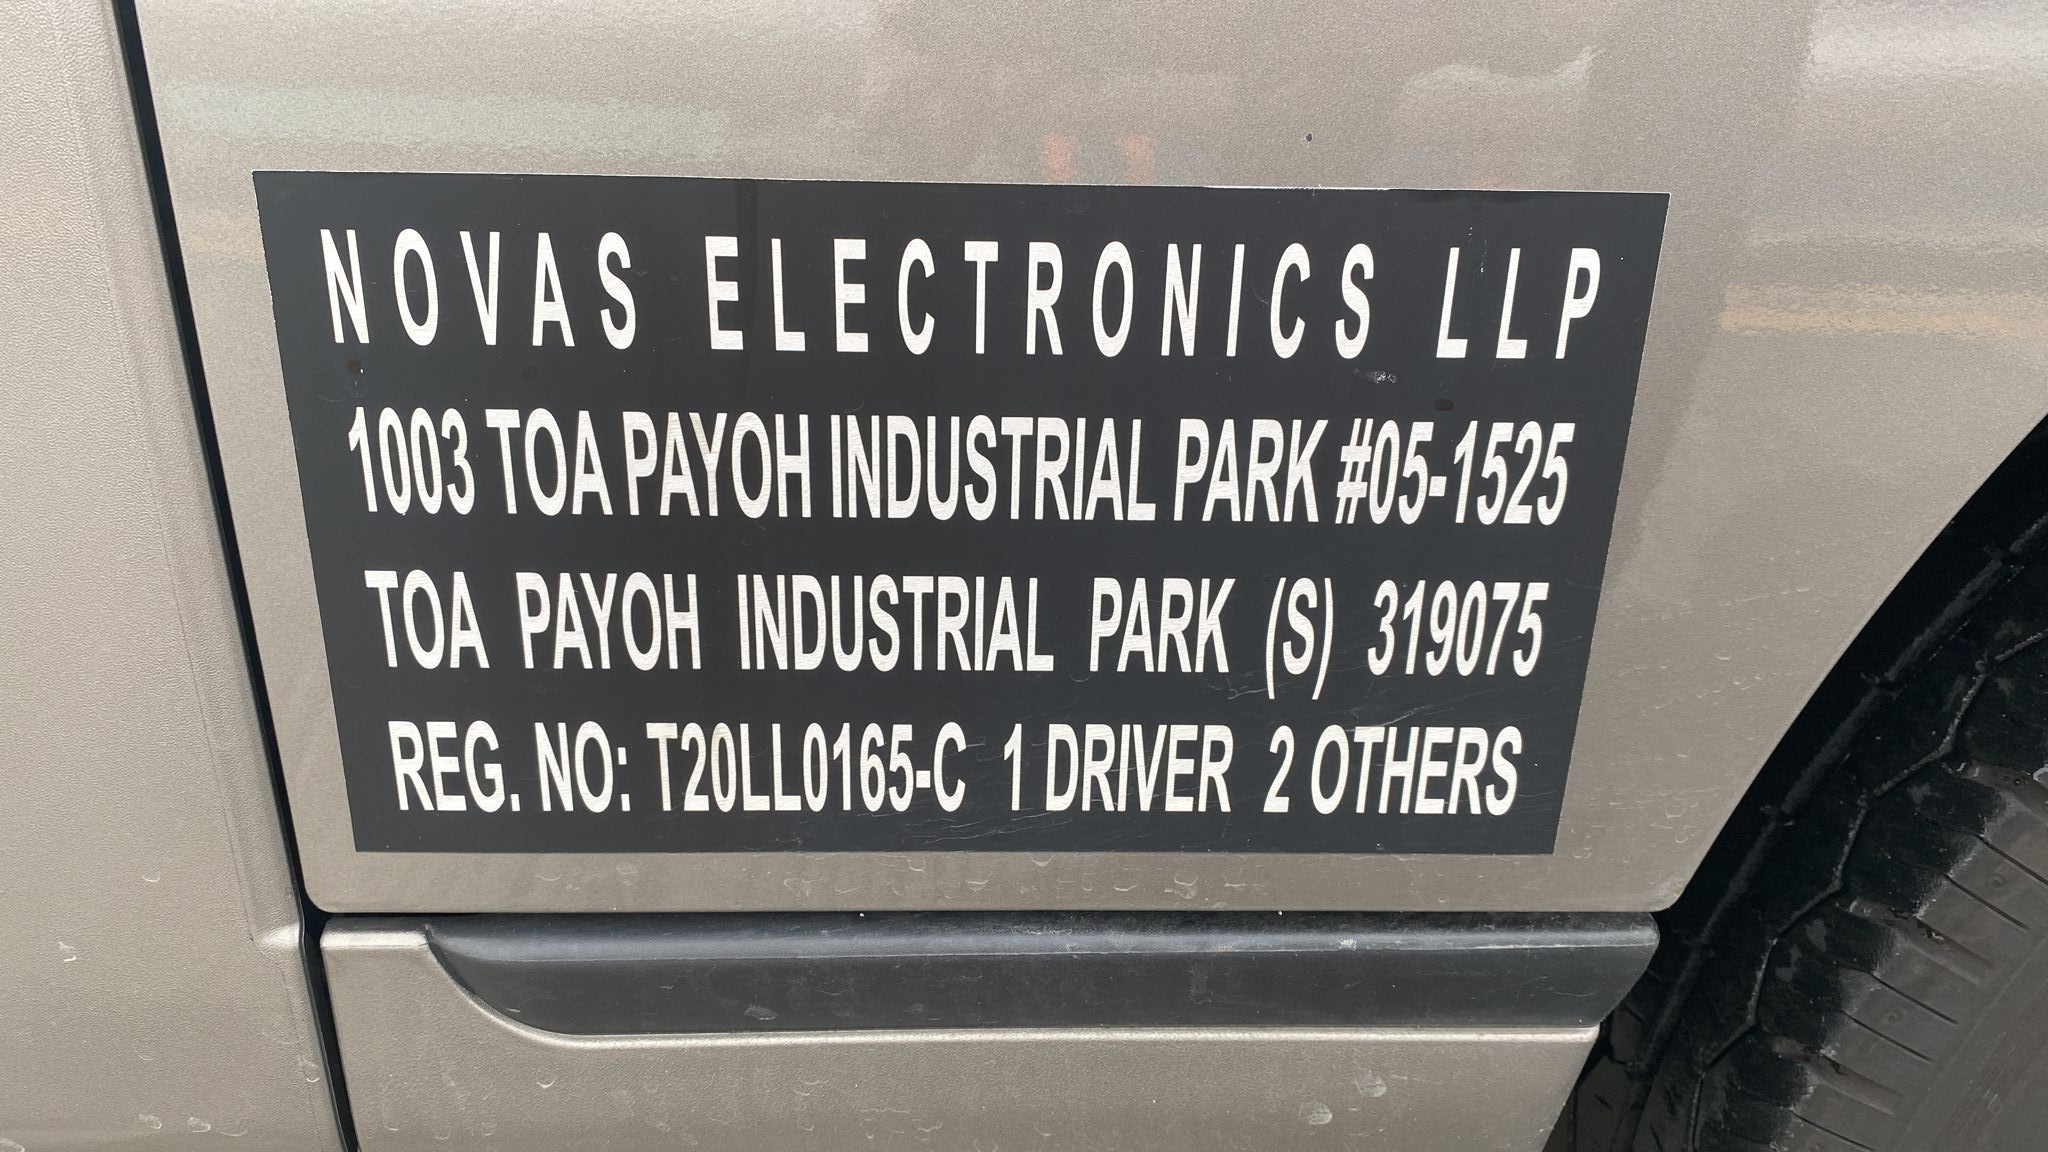 NOVAS ELECTRONICS LLP
1003 TOA PAYOH INDUSTRIAL PARK #05-1525
TOA PAYOH INDUSTRIAL PARK (S) 319075
REG. NO: T20LL0165-C 1 DRIVER 2 OTHERS